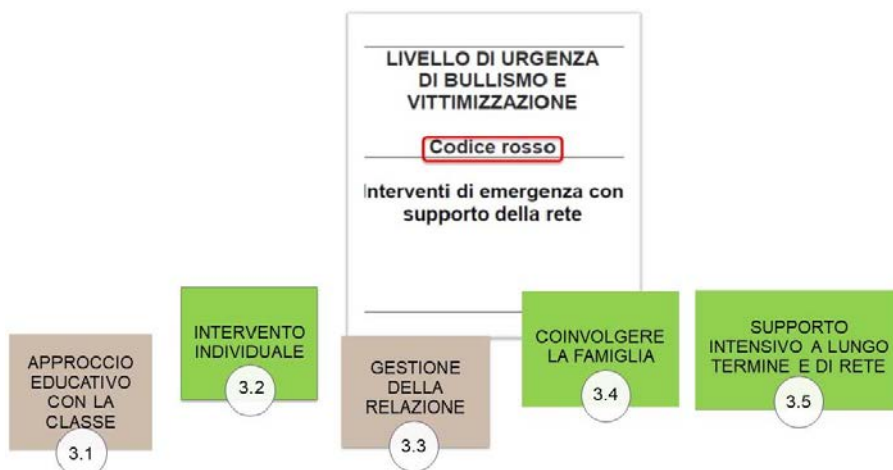 LIVELLO DI URGENZA
DI BULLISMO E
VITTIMIZZAZIONE
Codice rosso
Interventi di emergenza con
supporto della rete
APPROCCIO
EDUCATIVO
CON LA
CLASSE
3.1
INTERVENTO
INDIVIDUALE
3.2
GESTIONE
DELLA
RELAZIONE
3.3
COINVOLGERE
LA FAMIGLIA
3.4
SUPPORTO
INTENSIVO A LUNGO
TERMINE E DI RETE
3.5